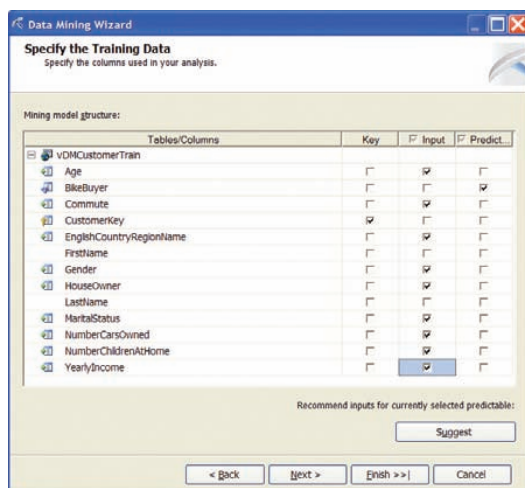 Data Mining Wizard
Specify the Training Data
Specify the columns used in your analysis.
Mining model structure:
Tables/Columns Key Input Predict...
vDMCustomerTrain
Age
BikeBuyer
Commute
CustomerKey
EnglishCountryRegionName
FirstName
Gender
HouseOwner
LastName
MaritalStatus
NumberCarsOwned
NumberChildrenAtHome
YearlyIncome
Recommend inputs for currently selected predictable:
Suggest
< Back Next > Finish >>| Cancel